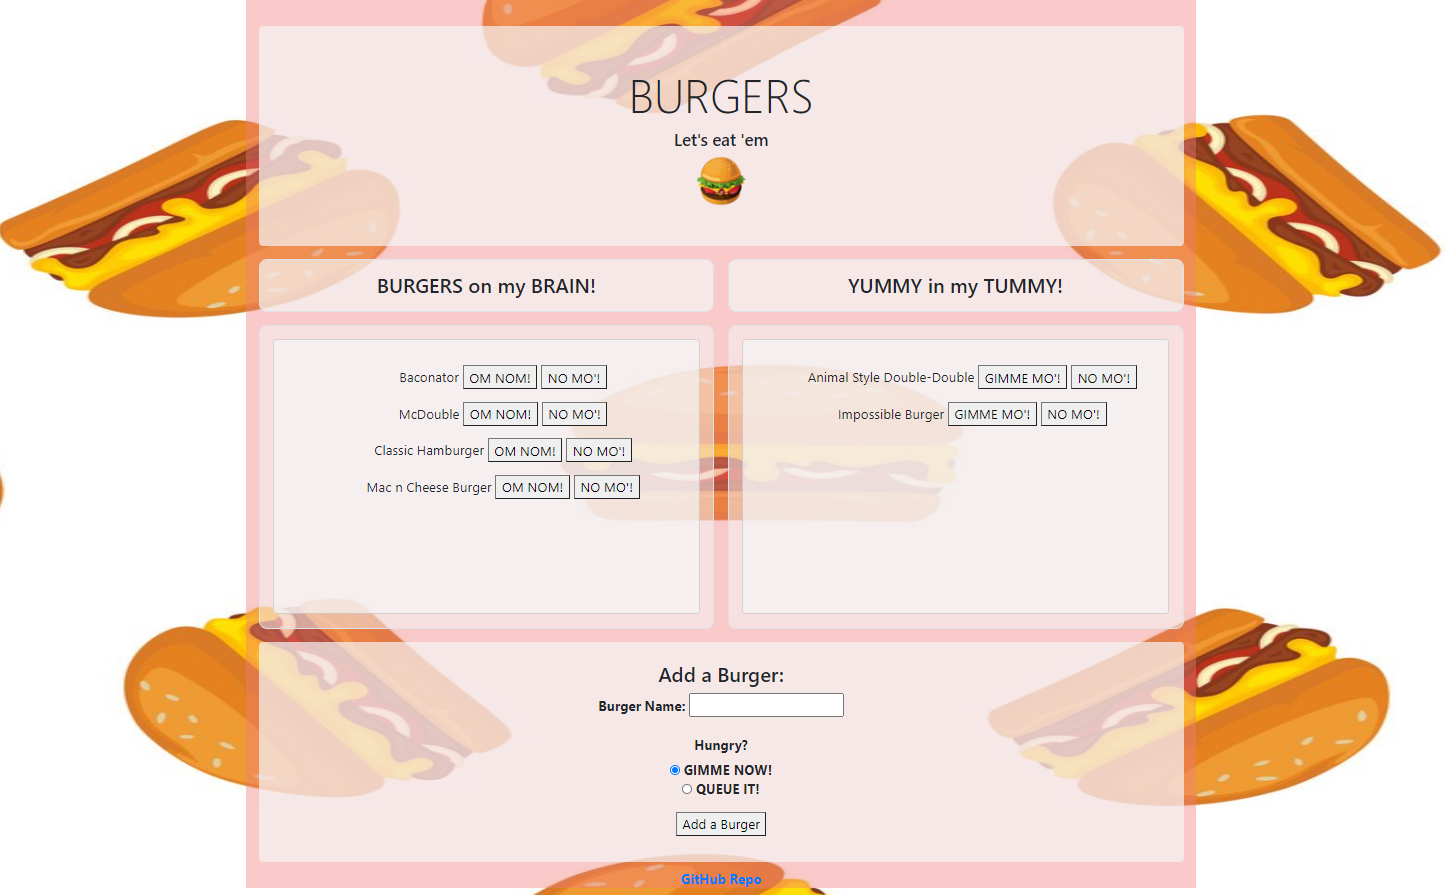 BURGERS
Let's eat 'em
BURGERS on my BRAIN!
Baconator OM NOM! NO MO'!
McDouble OM NOM! NO MO'!
Classic Hamburger OM NOM! NO MO'!
Mac n Cheese Burger OM NOM! NO MO'!
YUMMY in my TUMMY!
Animal Style Double-Double GIMME MO'! NO MO'!
Impossible Burger GIMME MO'! NO MO'!
Add a Burger:
Burger Name:
Hungry?
GIMME NOW!
QUEUE IT!
Add a Burger
GitHub Repo